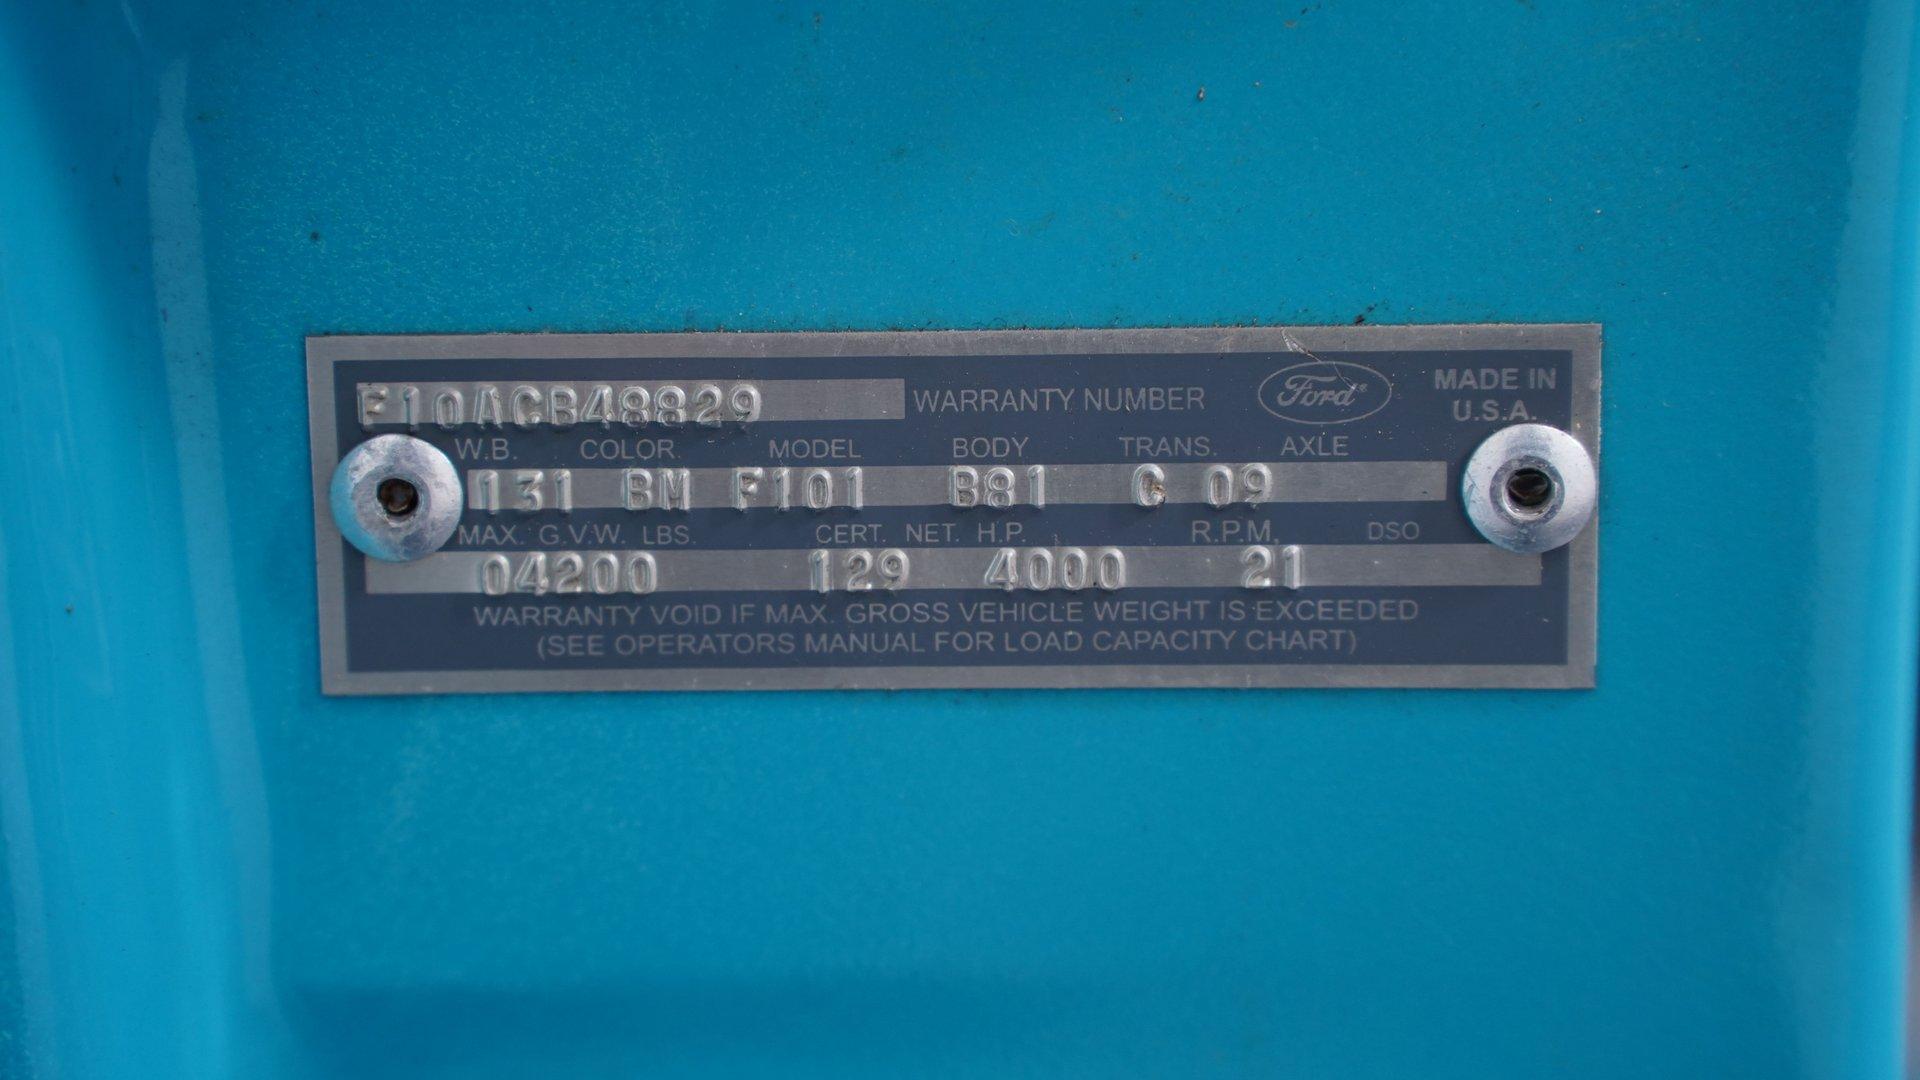 F10ACB48829 WARRANTY NUMBER Ford® MADE IN
U.S.A.
W.B. COLOR. MODEL BODY TRANS. AXLE
131 BM F101 B81 C 09
MAX. G.V.W. LBS. CERT. NET. H.P. R.P.M, DSO
04200 129 4000 21
WARRANTY VOID IF MAX. GROSS VEHICLE WEIGHT IS EXCEEDED
(SEE OPERATORS MANUAL FOR LOAD CAPACITY CHART)